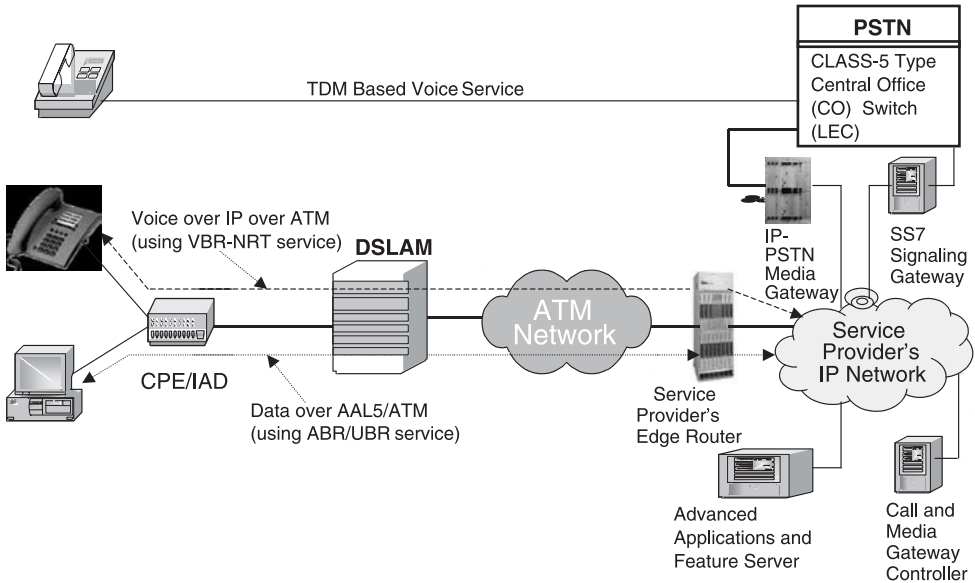 PSTN
CLASS-5 Type
Central Office
(CO) Switch
(LEC)
TDM Based Voice Service
Voice over IP over ATM
(using VBR-NRT service)
DSLAM
IP-
PSTN
Media
Gateway
SS7
Signaling
Gateway
ATM
Network
Service
Provider's
IP Network
CPE/IAD
Data over AAL5/ATM
(using ABR/UBR service)
Service
Provider's
Edge Router
Advanced
Applications and
Feature Server
Call and
Media
Gateway
Controller